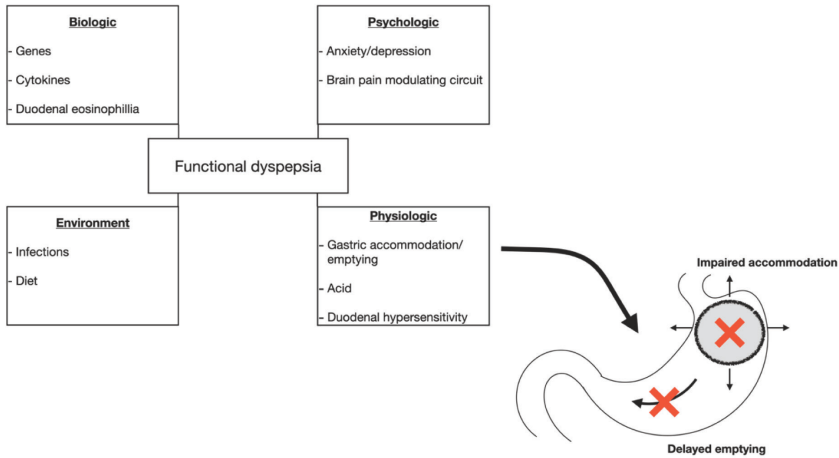 Biologic
- Genes
- Cytokines
- Duodenal eosinophillia
Psychologic
- Anxiety/depression
- Brain pain modulating circuit
Functional dyspepsia
Environment
- Infections
- Diet
Physiologic
- Gastric accommodation/
emptying
- Acid
- Duodenal hypersensitivity
Impaired accommodation
Delayed emptying